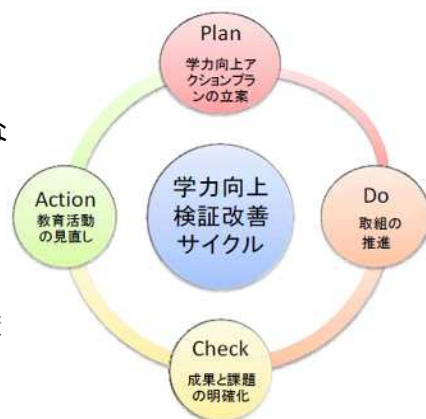 Plan
学力向上ア
クションプラ
ンの立案
な
Action
教育活動
の見直し
学力向上
検証改善
サイクル
Do
取組の
推進
Check
成果と課題
の明確化